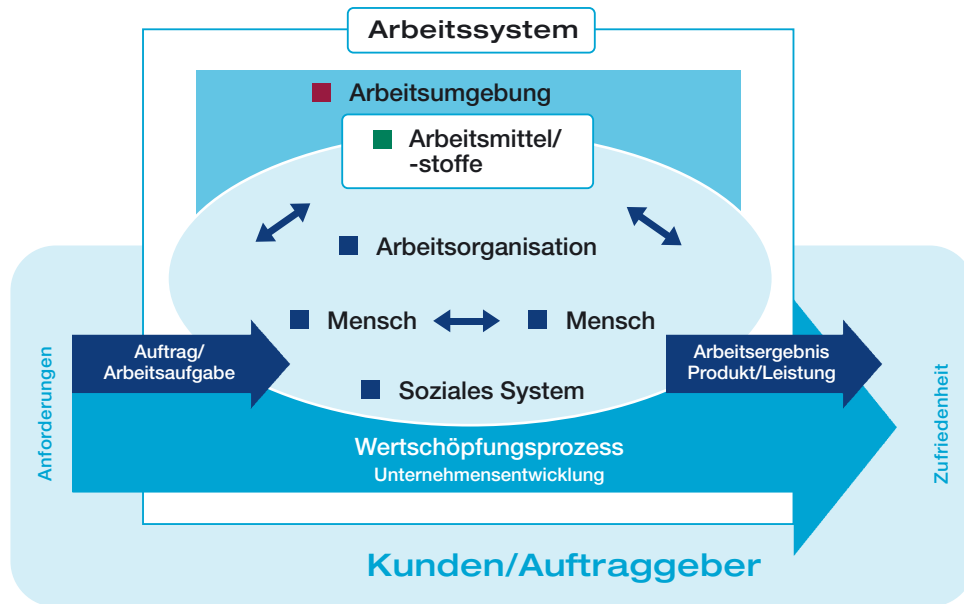 Arbeitssystem
Arbeitsumgebung
Arbeitsmittel/
-stoffe
Arbeitsorganisation
Mensch
Mensch
Anforderungen
Auftrag/
Arbeitsaufgabe
Arbeitsergebnis
Produkt/Leistung
Zufriedenheit
Soziales System
Wertschöpfungsprozess
Unternehmensentwicklung
Kunden/Auftraggeber